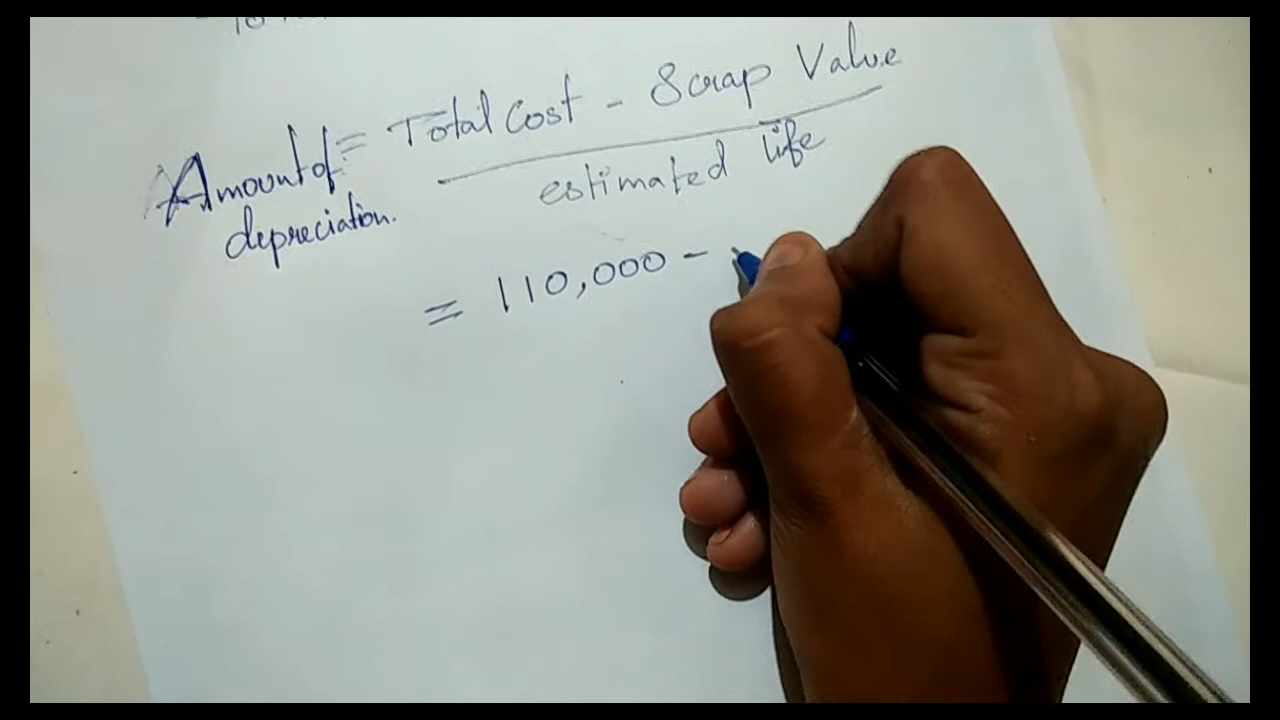 Amount of = Total Cost - Scrap Value
depreciation. estimated life
= 110,000 -